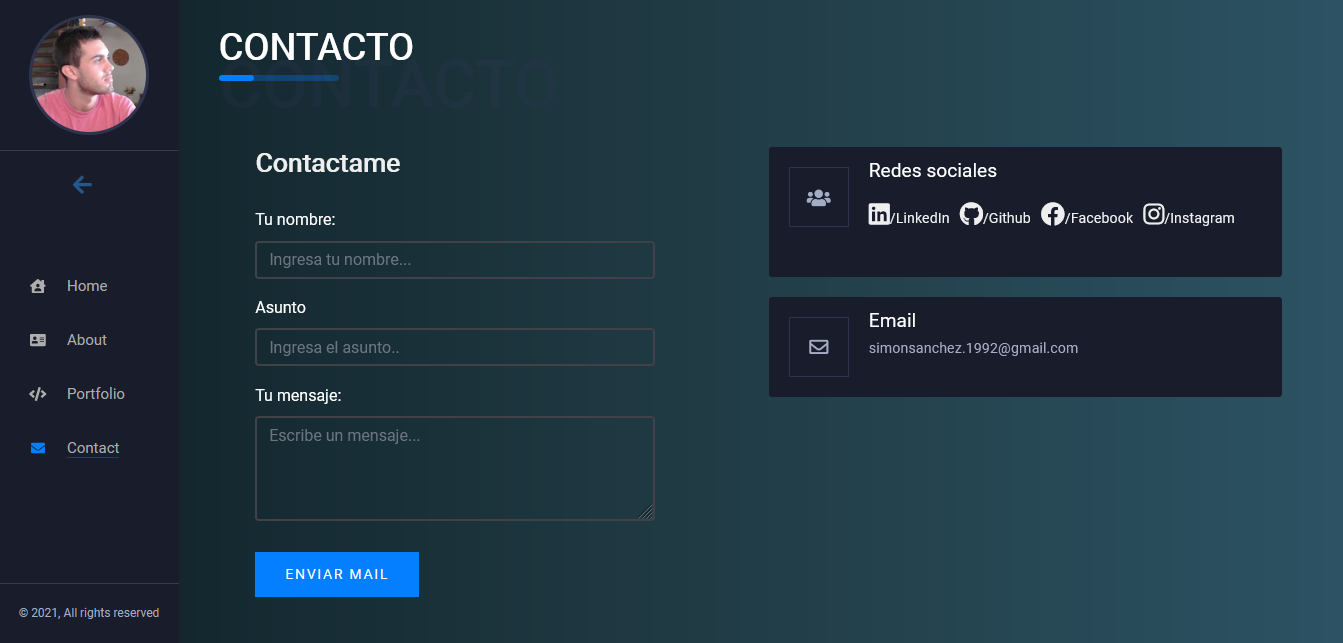 CONTACTO
CONTACTO
Home
About
Portfolio
Contact
© 2021, All rights reserved
Contactame
Tu nombre:
Ingresa tu nombre...
Asunto
Ingresa el asunto..
Tu mensaje:
Escribe un mensaje...
ENVIAR MAIL
Redes sociales
/LinkedIn /Github /Facebook /Instagram
Email
simonsanchez.1992@gmail.com